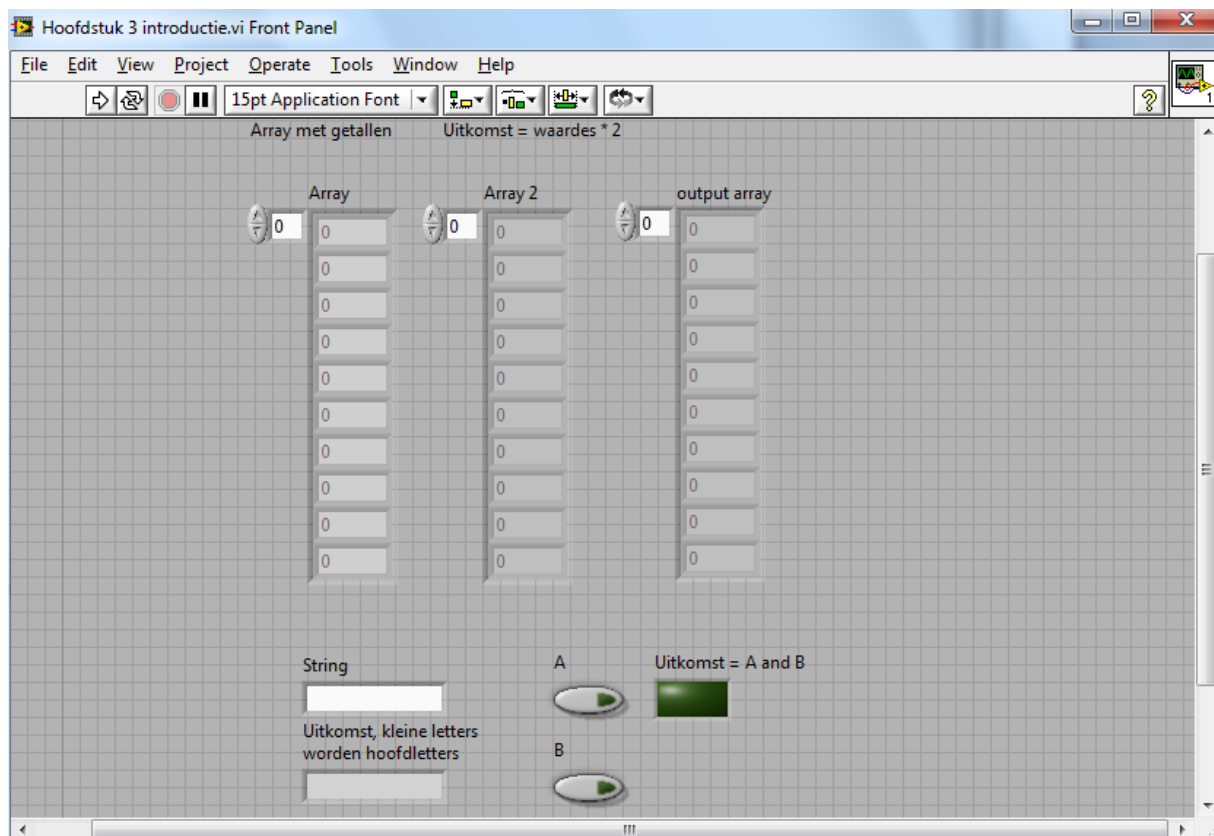 Hoofdstuk 3 introductie.vi Front Panel
File Edit View Project Operate Tools Window Help
15pt Application Font
1
Array met getallen
Uitkomst = waardes * 2
Array
Array 2
output array
0 0 0 0 0 0
0 0 0
0 0 0
0 0 0
0 0 0
0 0 0
0 0 0
0 0 0
0 0 0
0 0 0
String
A
Uitkomst = A and B
Uitkomst, kleine letters
worden hoofdletters
B